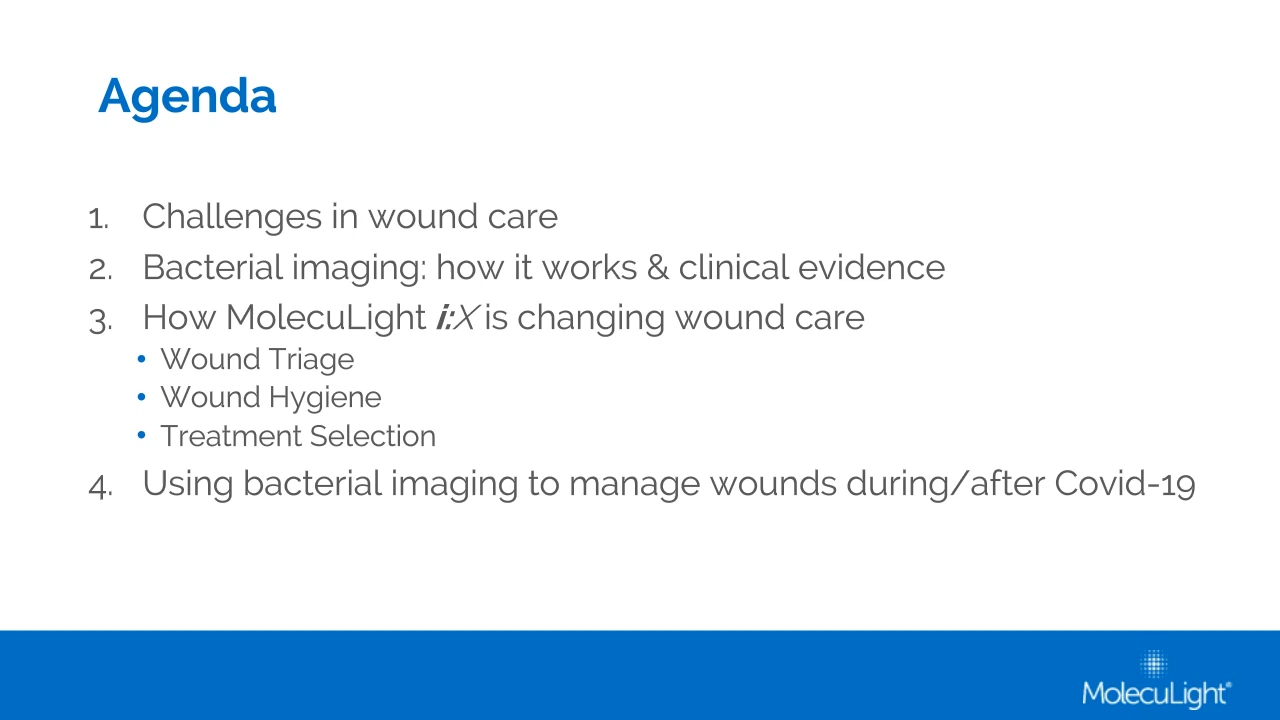 Agenda
1. Challenges in wound care
2. Bacterial imaging: how it works & clinical evidence
3. How MolecuLight i:X is changing wound care
• Wound Triage
• Wound Hygiene
• Treatment Selection
4. Using bacterial imaging to manage wounds during/after Covid-19
MolecuLight®